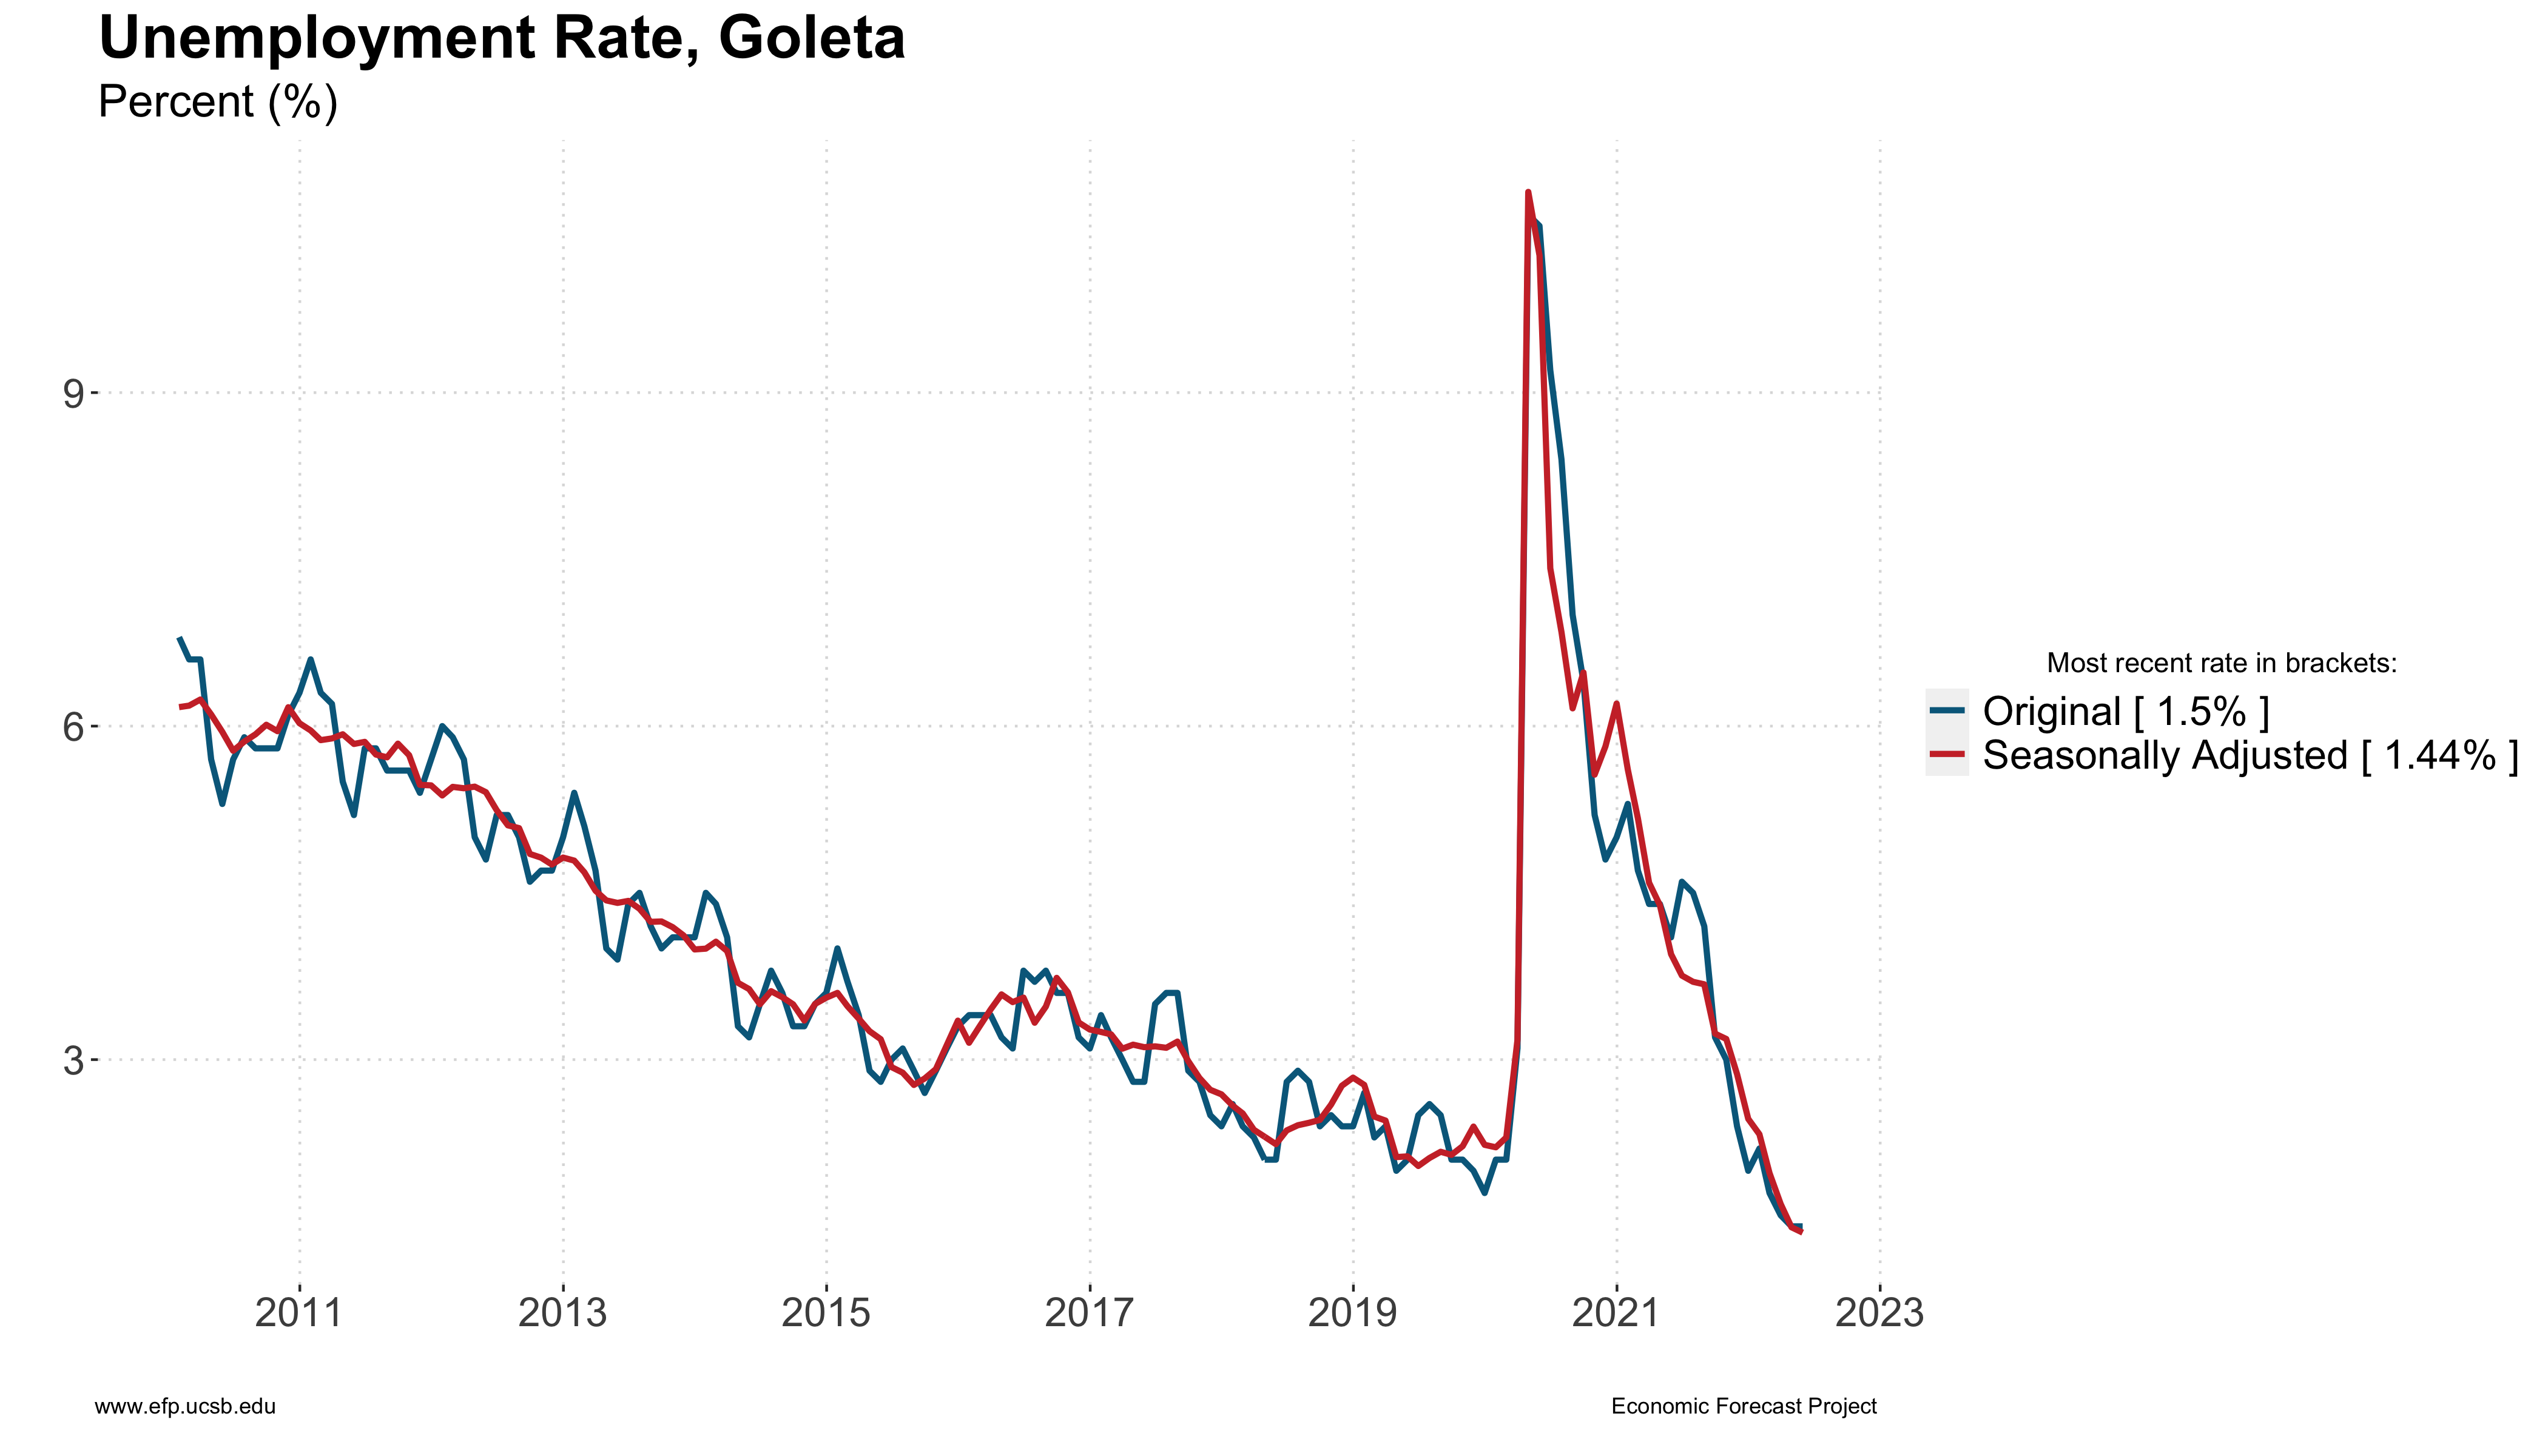 Unemployment Rate, Goleta
Percent (%)
9
6
3
2011 2013 2015 2017 2019 2021 2023
Most recent rate in brackets:
Original [ 1.5% ]
Seasonally Adjusted [ 1.44% ]
www.efp.ucsb.edu
Economic Forecast Project